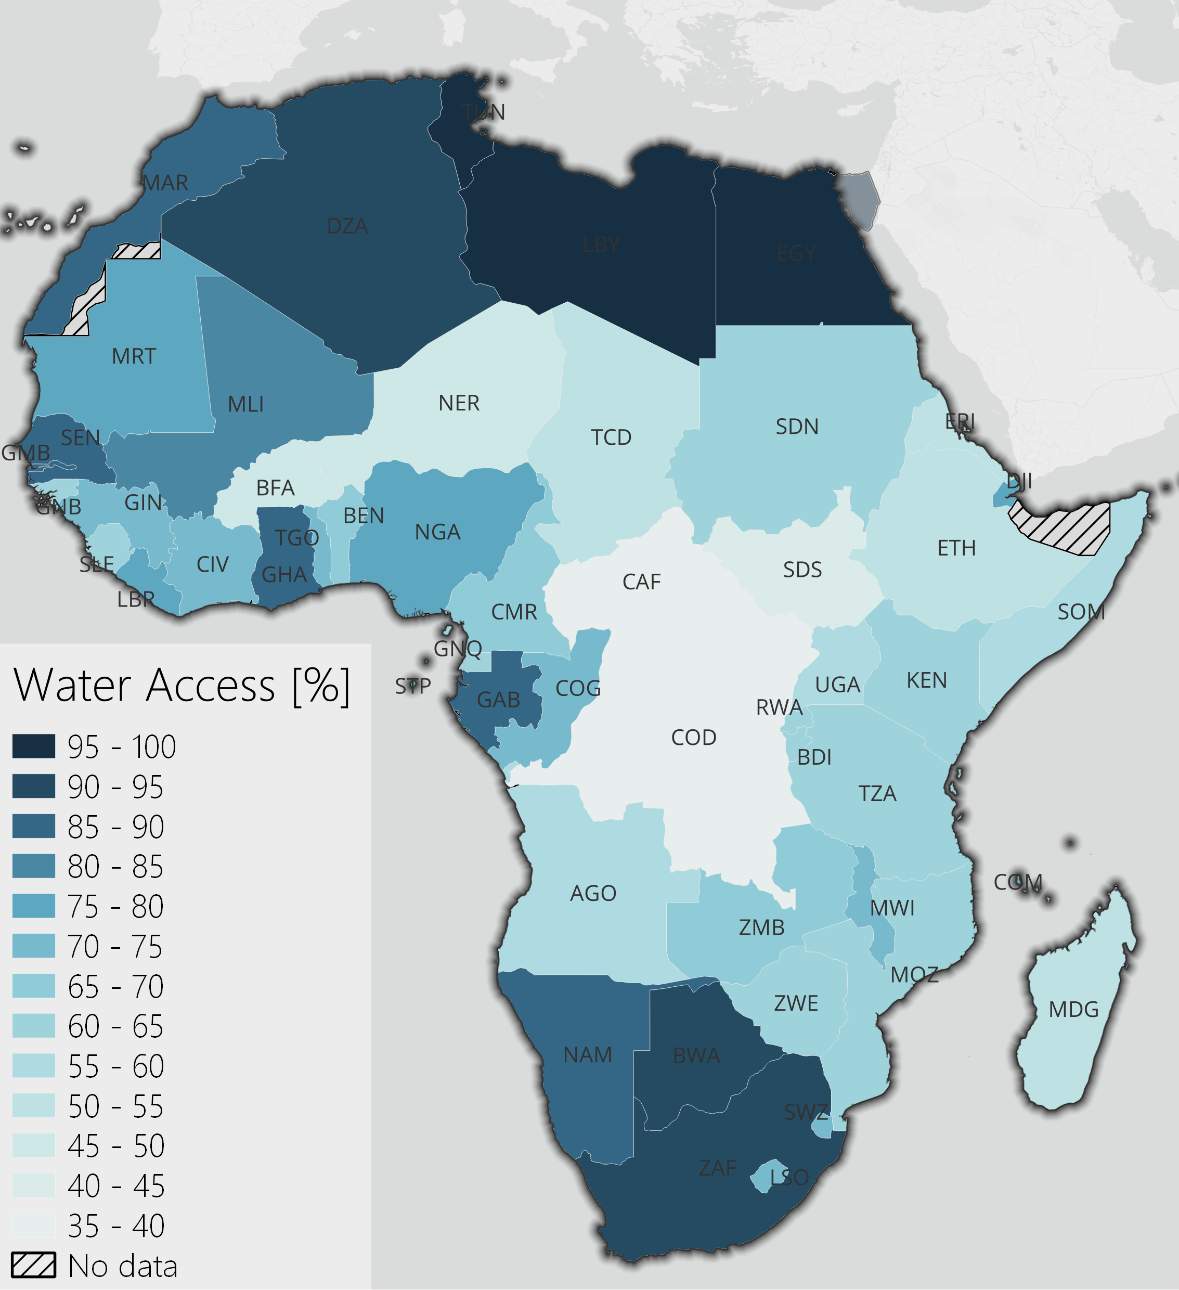 TUN
MAR
DZA
LBY
EGY
MRT
MLI
NER
TCD
SDN
ERI
SEN
GMB
DJI
BFA
GIN
GNB
BEN
NGA
TGO
CIV
GHA
SLE
LBR
ETH
SDS
CAF
CMR
SOM
GNQ
STP
GAB
COG
UGA
KEN
RWA
COD
BDI
TZA
COM
AGO
MWI
ZMB
MOZ
ZWE
MDG
NAM
BWA
SWZ
ZAF
LSO
Water Access [%]
95 - 100
90 - 95
85 - 90
80 - 85
75 - 80
70 - 75
65 - 70
60 - 65
55 - 60
50 - 55
45 - 50
40 - 45
35 - 40
No data